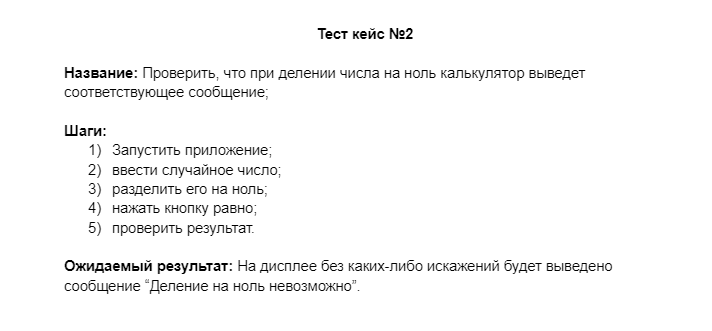 Тест кейс №2
Название: Проверить, что при делении числа на ноль калькулятор выведет
соответствующее сообщение;
Шаги:
1) Запустить приложение;
2) ввести случайное число;
3) разделить его на ноль;
4) нажать кнопку равно;
5) проверить результат.
Ожидаемый результат: На дисплее без каких-либо искажений будет выведено
сообщение “Деление на ноль невозможно”.